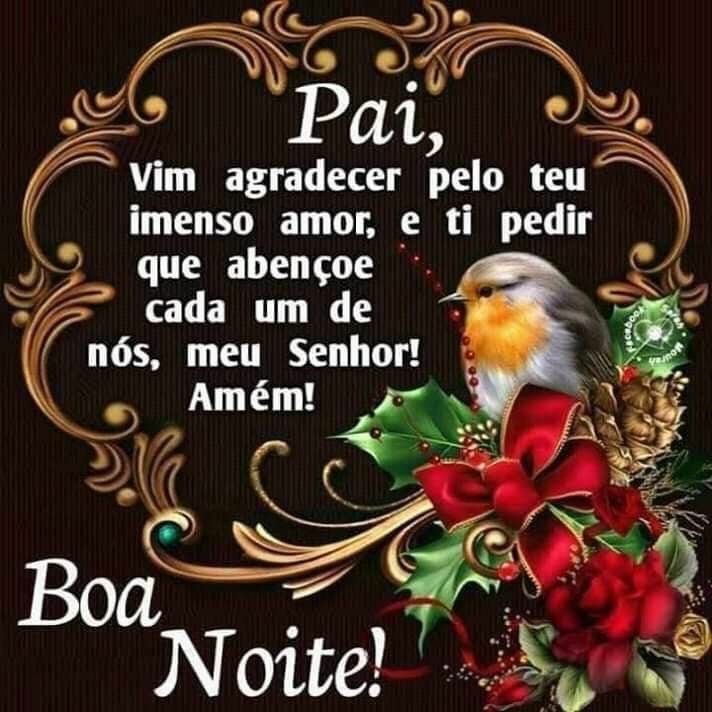 Pai,
Vim agradecer pelo teu
imenso amor, e ti pedir
que abençoe
cada um de
nós, meu Senhor!
Amém!
Boa
Noite!